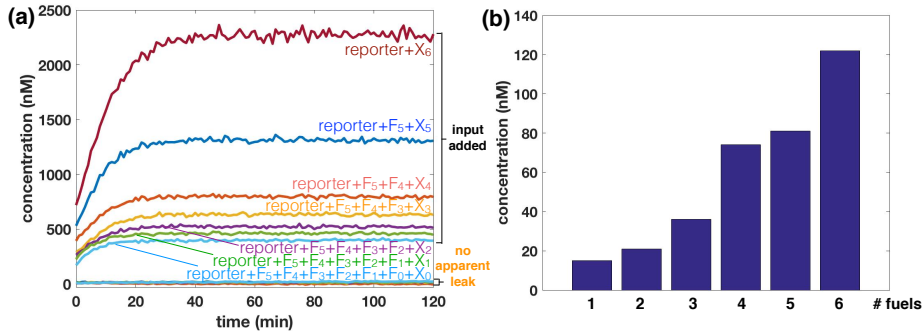 (a)
2500
2000
1500
1000
500
0
concentration (nM)
0 20 40 60 80 100 120
time (min)
reporter+X6
reporter+F5+X5
reporter+F5+F4+X4
reporter+F5+F4+F3+X3
reporter+F5+F4+F3+F2+X2
reporter+F5+F4+F3+F2+F1+X1
reporter+F5+F4+F3+F2+F1+F0+X0
input
added
no
apparent
leak
(b)
140
120
100
80
60
40
20
0
concentration (nM)
1 2 3 4 5 6 # fuels